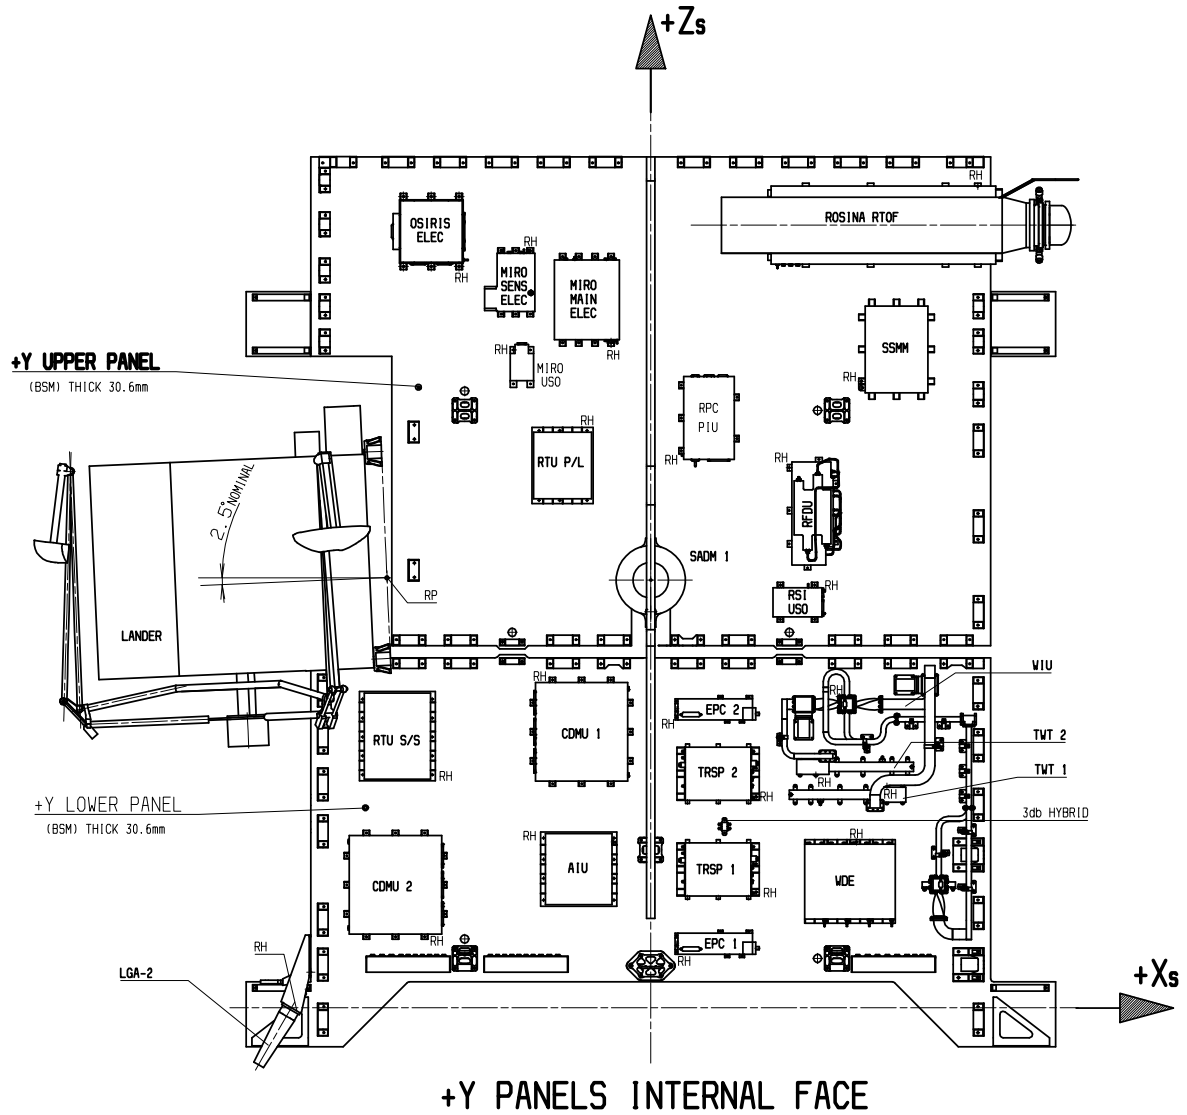 +Zs
RH
OSIRIS
ELEC
ROSINA RTOF
RH
RH
MIRO
SENS
ELEC
MIRO
MAIN
ELEC
SSMM
RH
RH
MIRO
USO
RH
+Y UPPER PANEL
(BSM) THICK 30.6mm
RPC
PIU
RH
RTU P/L
RH
RH
2.5° NOMINAL
RFDU
SADM 1
RH
RSI
USO
RP
LANDER
WIU
RH
RH
EPC 2
RH
CDMU 1
RTU S/S
TWT 2
TRSP 2
RH
RH
TWT 1
RH
RH
+Y LOWER PANEL
(BSM) THICK 30.6mm
3db HYBRID
RH
RH
AIU
TRSP 1
RH
WDE
CDMU 2
RH
EPC 1
RH
RH
LGA-2
+Xs
+Y PANELS INTERNAL FACE